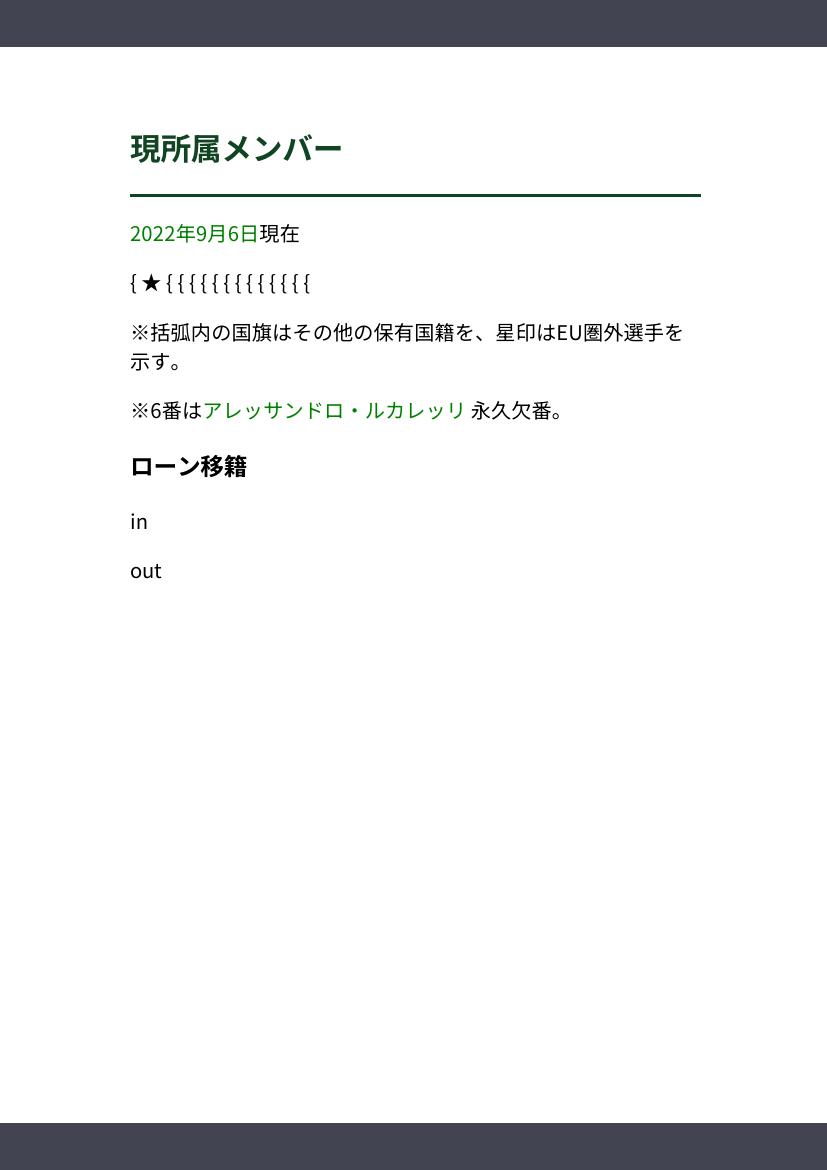 現所属メンバー
2022年9月6日現在
{ ★ { { { { { { { { { { { { {
※括弧内の国旗はその他の保有国籍を、星印はEU圏外選手を
示す。
※6番はアレッサンドロ・ルカレッリ 永久欠番。
ローン移籍
in
out